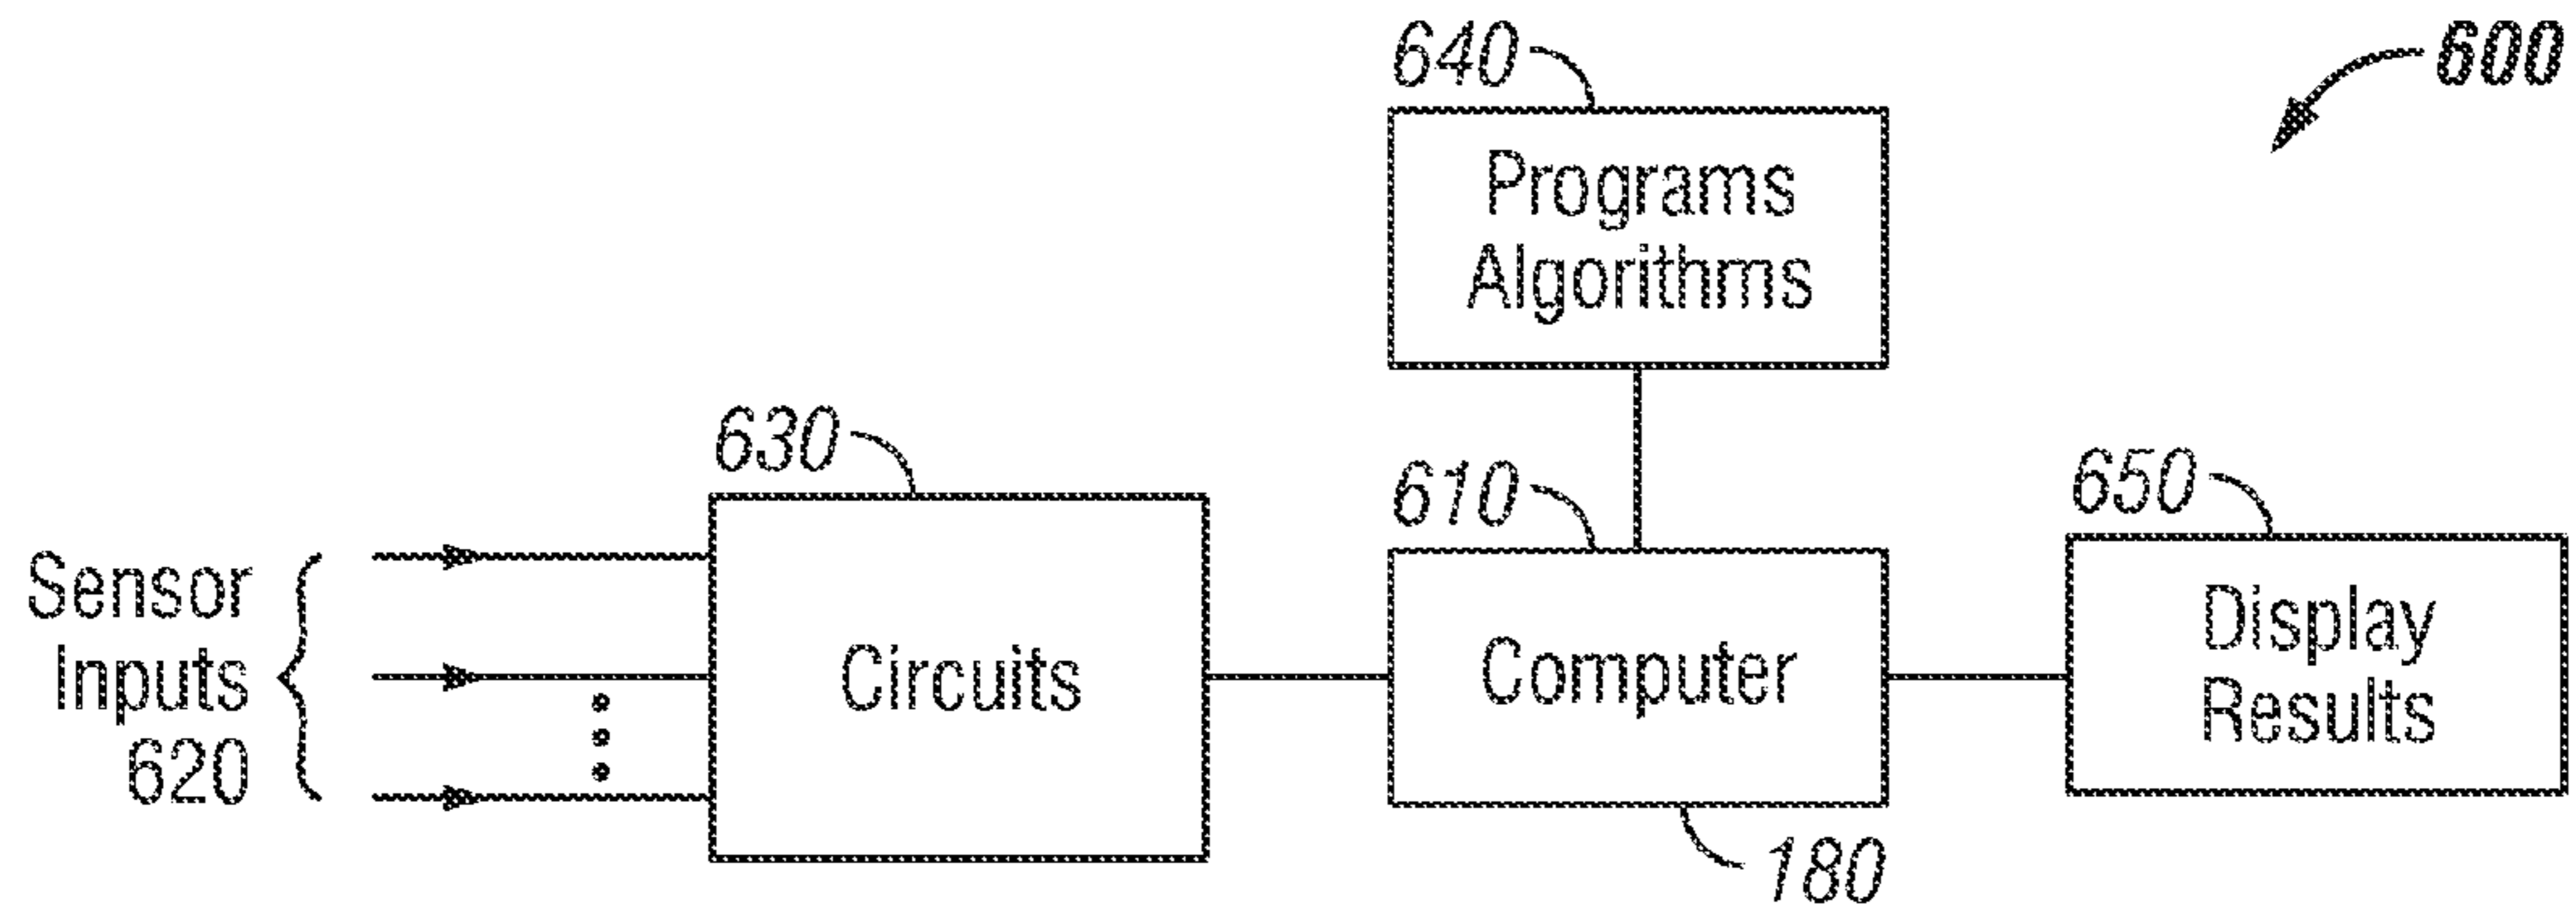 640
600
Programs
Algorithms
630
610
650
Sensor
Inputs
620
Circuits
Computer
Display
Results
180